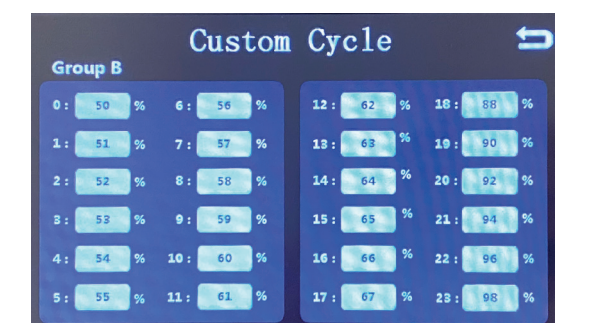 Custom Cycle
Group B
0: 50 % 6: 56 % 12: 62 % 18: 88 %
1: 51 % 7: 57 % 13: 63 % 19: 90 %
2: 52 % 8: 58 % 14: 64 % 20: 92 %
3: 53 % 9: 59 % 15: 65 % 21: 94 %
4: 54 % 10: 60 % 16: 66 % 22: 96 %
5: 55 % 11: 61 % 17: 67 % 23: 98 %